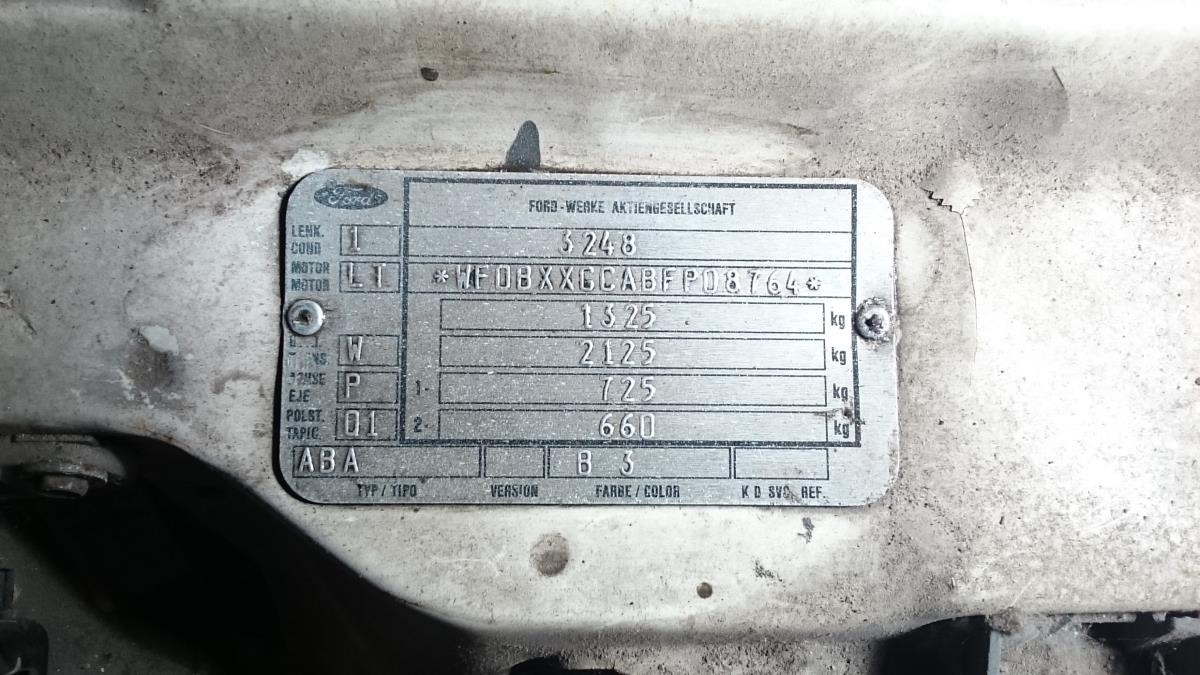 Ford
FORD-WERKE AKTIENGESELLSCHAFT
LENK. COND 1 3248
MOTOR MOTOR LT *WF0BXXGCABFP08764*
1325 kg
W 2125 kg
EJE P 1- 725 kg
POLST. TAPIC. 01 2- 660 kg
ABA B 3
TYP / TIPO VERSION FARBE / COLOR K D SVC. REF.